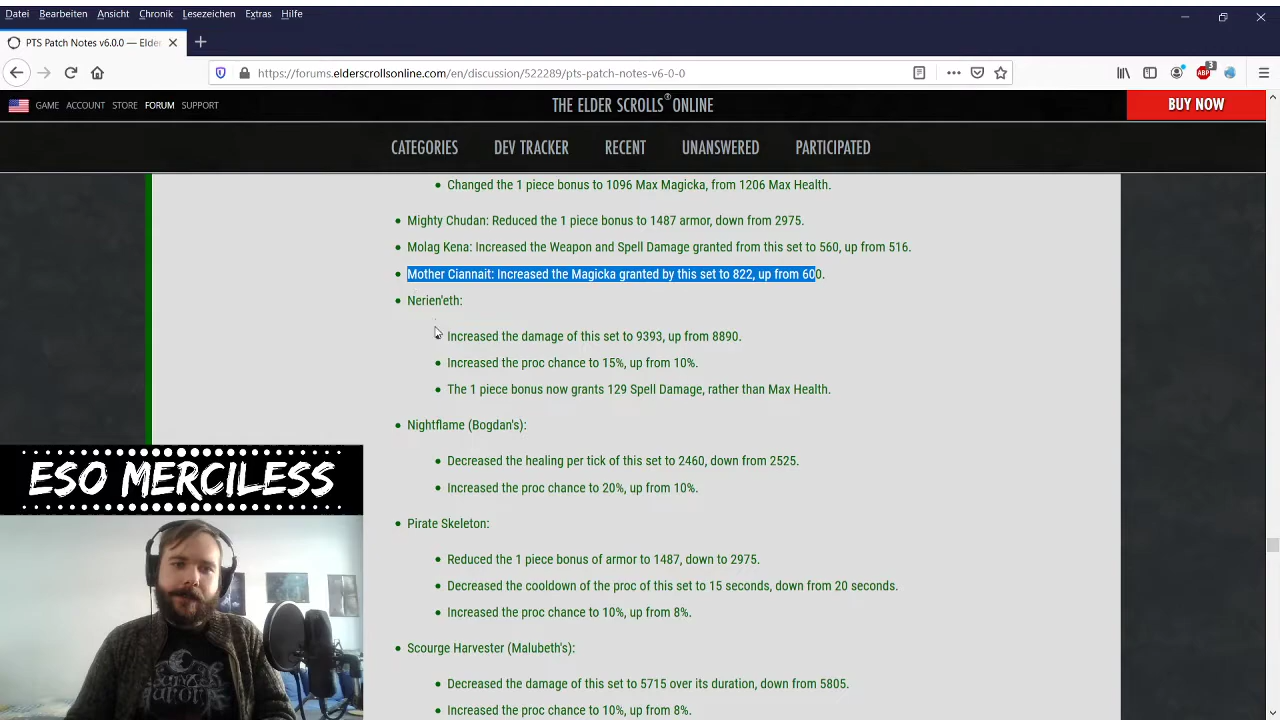 Datei Bearbeiten Ansicht Chronik Lesezeichen Extras Hilfe
PTS Patch Notes v6.0.0 — Elder
https://forums.elderscrollsonline.com/en/discussion/522289/pts-patch-notes-v6-0-0
ABP 3
GAME ACCOUNT STORE FORUM SUPPORT
THE ELDER SCROLLS® ONLINE
BUY NOW
CATEGORIES DEV TRACKER RECENT UNANSWERED PARTICIPATED
Changed the 1 piece bonus to 1096 Max Magicka, from 1206 Max Health.
Mighty Chudan: Reduced the 1 piece bonus to 1487 armor, down from 2975.
Molag Kena: Increased the Weapon and Spell Damage granted from this set to 560, up from 516.
Mother Ciannait: Increased the Magicka granted by this set to 822, up from 600.
Nerien'eth:
Increased the damage of this set to 9393, up from 8890.
Increased the proc chance to 15%, up from 10%.
The 1 piece bonus now grants 129 Spell Damage, rather than Max Health.
Nightflame (Bogdan's):
Decreased the healing per tick of this set to 2460, down from 2525.
Increased the proc chance to 20%, up from 10%.
Pirate Skeleton:
Reduced the 1 piece bonus of armor to 1487, down to 2975.
Decreased the cooldown of the proc of this set to 15 seconds, down from 20 seconds.
Increased the proc chance to 10%, up from 8%.
Scourge Harvester (Malubeth's):
Decreased the damage of this set to 5715 over its duration, down from 5805.
Increased the proc chance to 10%, up from 8%.
ESO MERCILESS